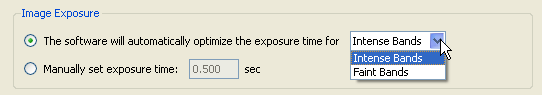 Image Exposure
The software will automatically optimize the exposure time for Intense Bands
Intense Bands
Faint Bands
Manually set exposure time: 0.500 sec